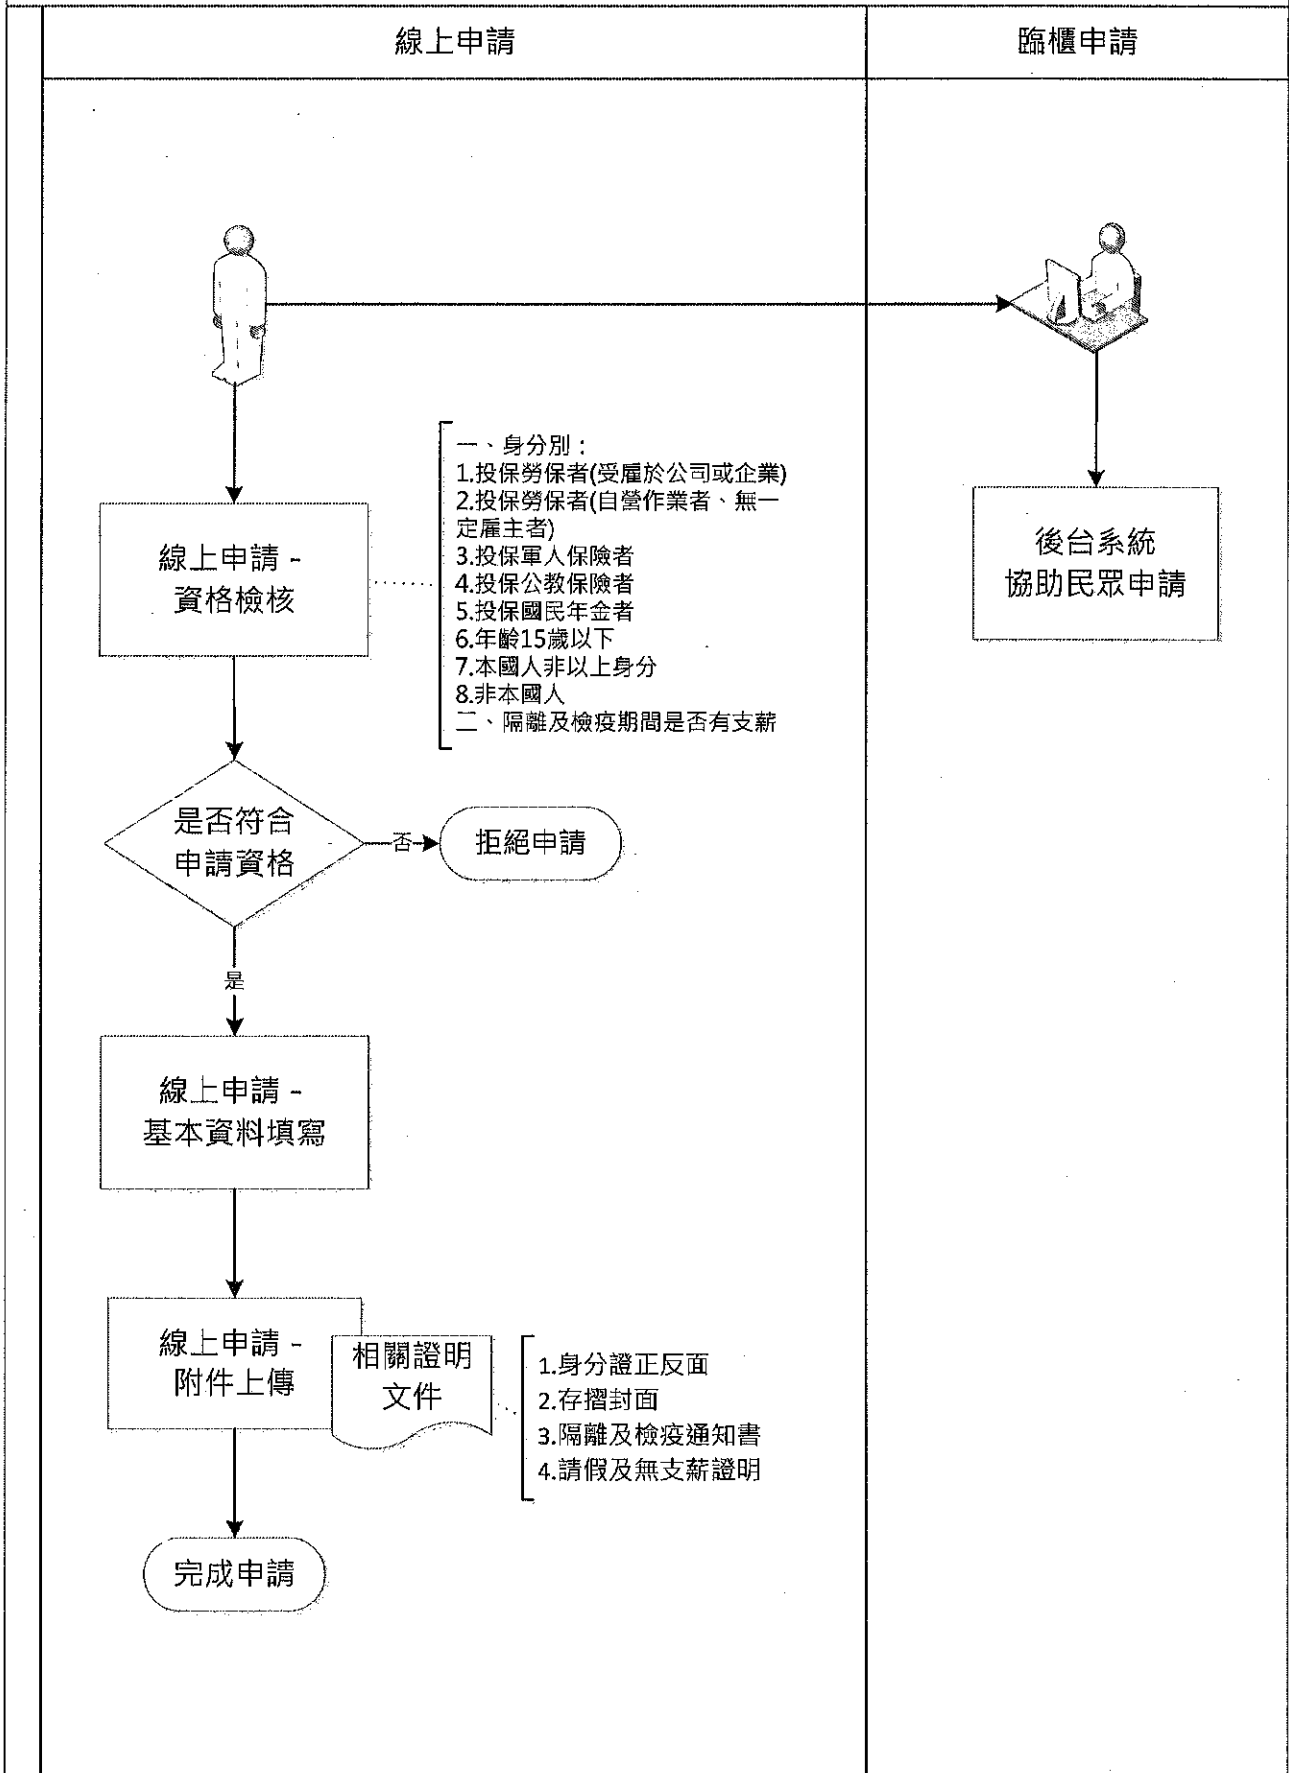 線上申請
臨櫃申請
一、身分別：
1.投保勞保者(受雇於公司或企業)
2.投保勞保者(自營作業者、無一
定雇主者)
3.投保軍人保險者
4.投保公教保險者
5.投保國民年金者
6.年齡15歲以下
7.本國人非以上身分
8.非本國人
二、隔離及檢疫期間是否有支薪
線上申請 -
資格檢核
後台系統
協助民眾申請
是否符合
申請資格
否
拒絕申請
是
線上申請 -
基本資料填寫
線上申請 -
附件上傳
相關證明
文件
1.身分證正反面
2.存摺封面
3.隔離及檢疫通知書
4.請假及無支薪證明
完成申請